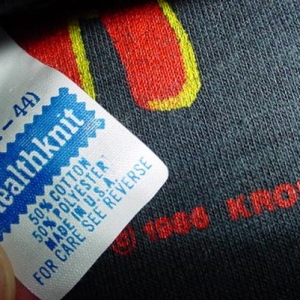 - 44)
ealthknit
50% COTTON
50% POLYESTER
MADE IN U.S.A.
FOR CARE SEE REVERSE
© 1986 KRO